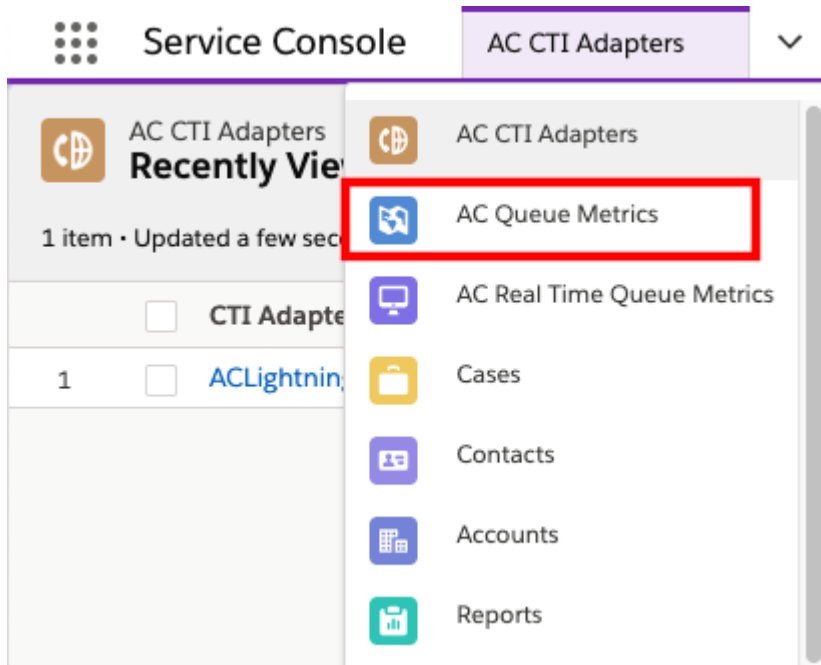 Service Console
AC CTI Adapters
AC CTI Adapters
Recently Vie
1 item • Updated a few sec
CTI Adapte
1
ACLightnin
AC CTI Adapters
AC Queue Metrics
AC Real Time Queue Metrics
Cases
Contacts
Accounts
Reports